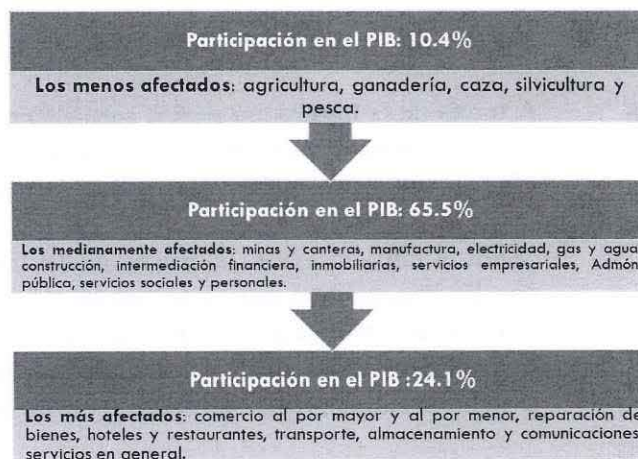 Participación en el PIB: 10.4%
Los menos afectados: agricultura, ganadería, caza, silvicultura y
pesca.
Participación en el PIB: 65.5%
Los medianamente afectados: minas y canteras, manufactura, electricidad, gas y agua
construcción, intermediación financiera, inmobiliarias, servicios empresariales, Admón
pública, servicios sociales y personales.
Participación en el PIB :24.1%
Los más afectados: comercio al por mayor y al por menor, reparación de
bienes, hoteles y restaurantes, transporte, almacenamiento y comunicaciones
servicios en general.